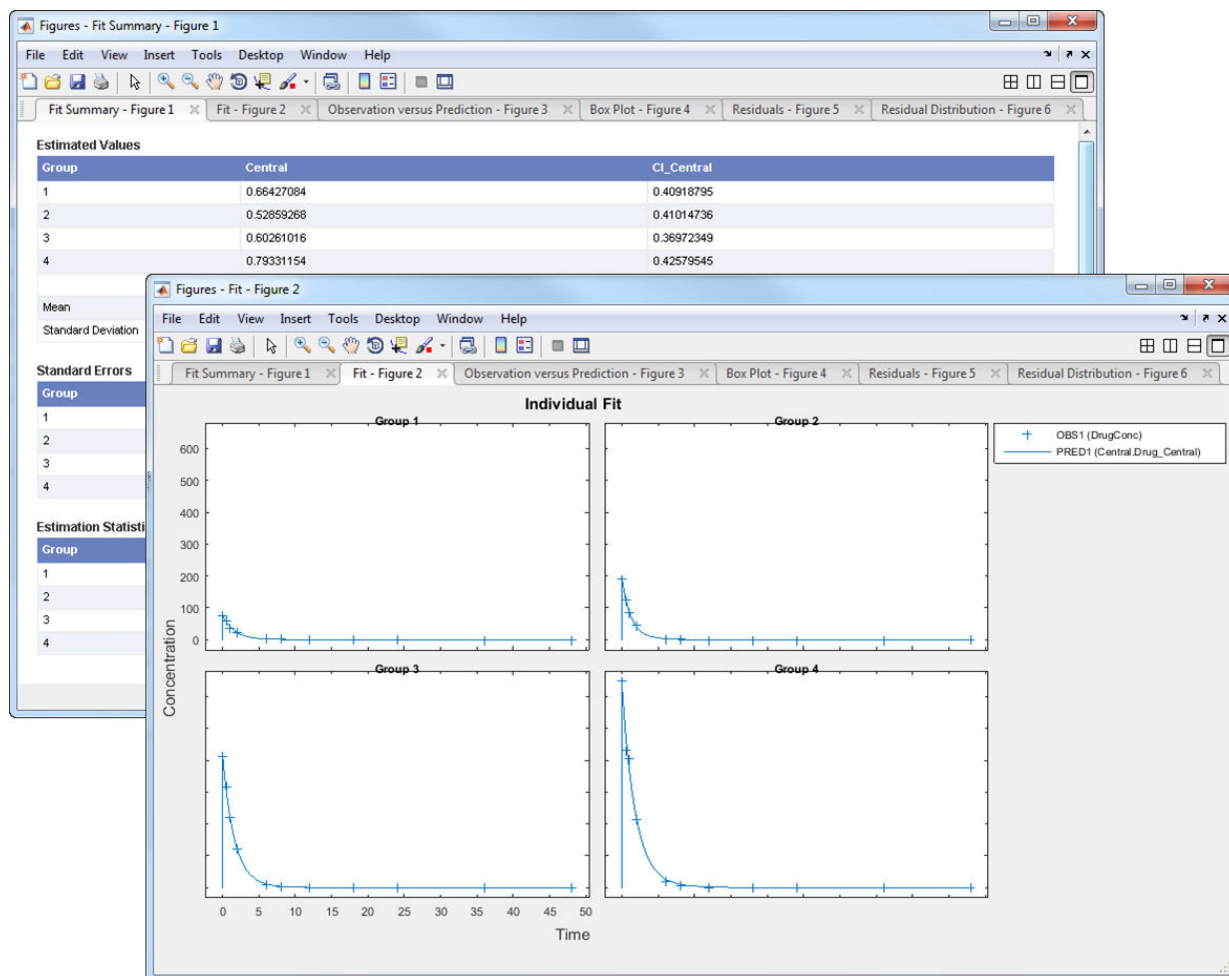 Figures - Fit Summary - Figure 1
File Edit View Insert Tools Desktop Window Help
Fit Summary - Figure 1 Fit - Figure 2 Observation versus Prediction - Figure 3 Box Plot - Figure 4 Residuals - Figure 5 Residual Distribution - Figure 6
Estimated Values
Group Central Cl_Central
1 0.66427084 0.40918795
2 0.52859268 0.41014736
3 0.60261016 0.36972349
4 0.79331154 0.42579545
Mean
Standard Deviation
Standard Errors
Group
1
2
3
4
Estimation Statisti
Group
1
2
3
4
Figures - Fit - Figure 2
File Edit View Insert Tools Desktop Window Help
Fit Summary - Figure 1 Fit - Figure 2 Observation versus Prediction - Figure 3 Box Plot - Figure 4 Residuals - Figure 5 Residual Distribution - Figure 6
Individual Fit
Group 1
Group 2
OBS1 (DrugConc)
PRED1 (Central.Drug_Central)
600
500
400
300
200
100
0
Concentration
Group 3
Group 4
0 5 10 15 20 25 30 35 40 45 50
Time